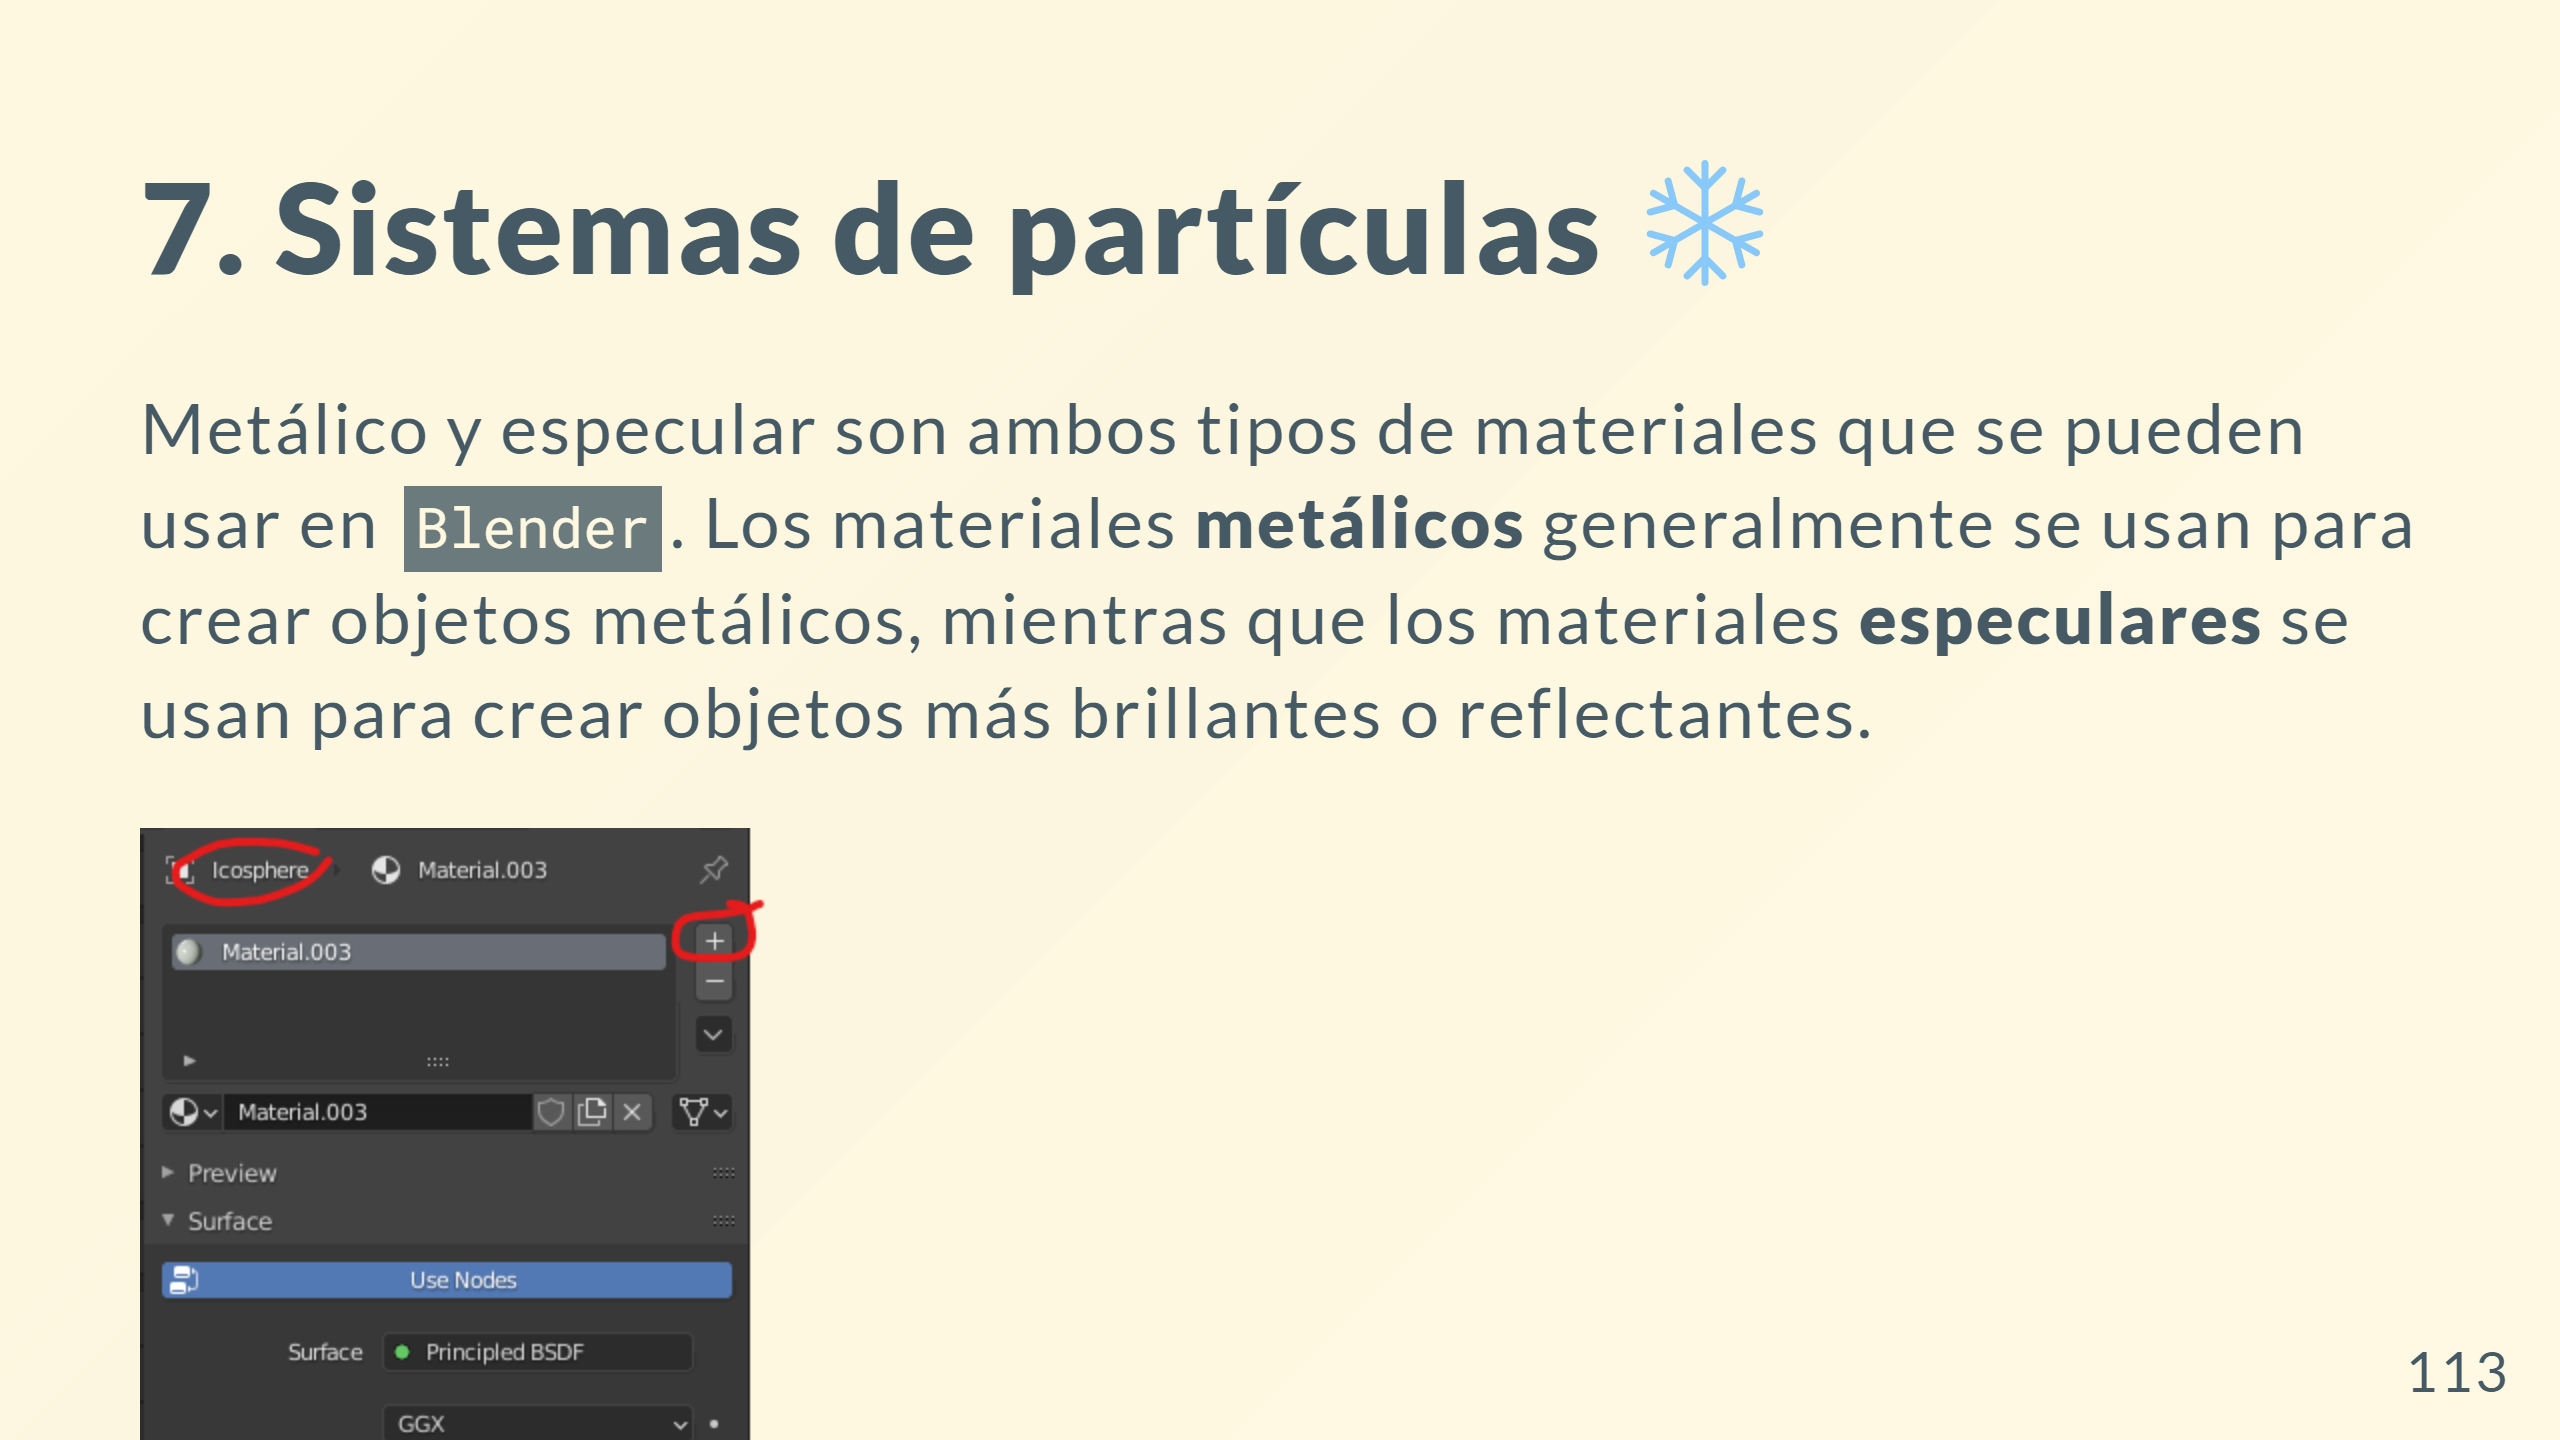 7. Sistemas de partículas
Metálico y especular son ambos tipos de materiales que se pueden
usar en Blender. Los materiales metálicos generalmente se usan para
crear objetos metálicos, mientras que los materiales especulares se
usan para crear objetos más brillantes o reflectantes.
Icosphere Material.003
Material.003
Material.003
Preview
Surface
Use Nodes
Surface Principled BSDF
GGX
113